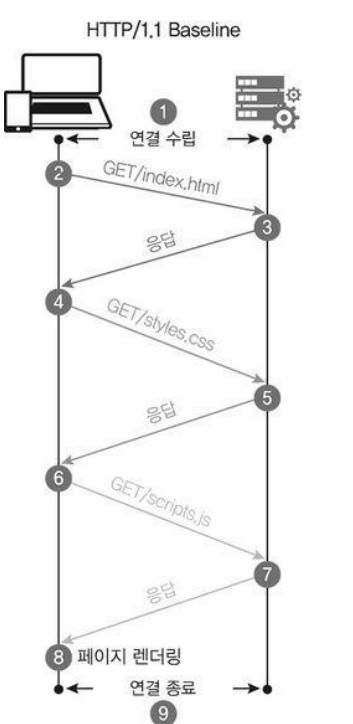 HTTP/1.1 Baseline
1
연결 수립
2
GET/index.html
3
응답
4
GET/styles.css
5
응답
6
GET/scripts.js
7
응답
8 페이지 렌더링
연결 종료
9